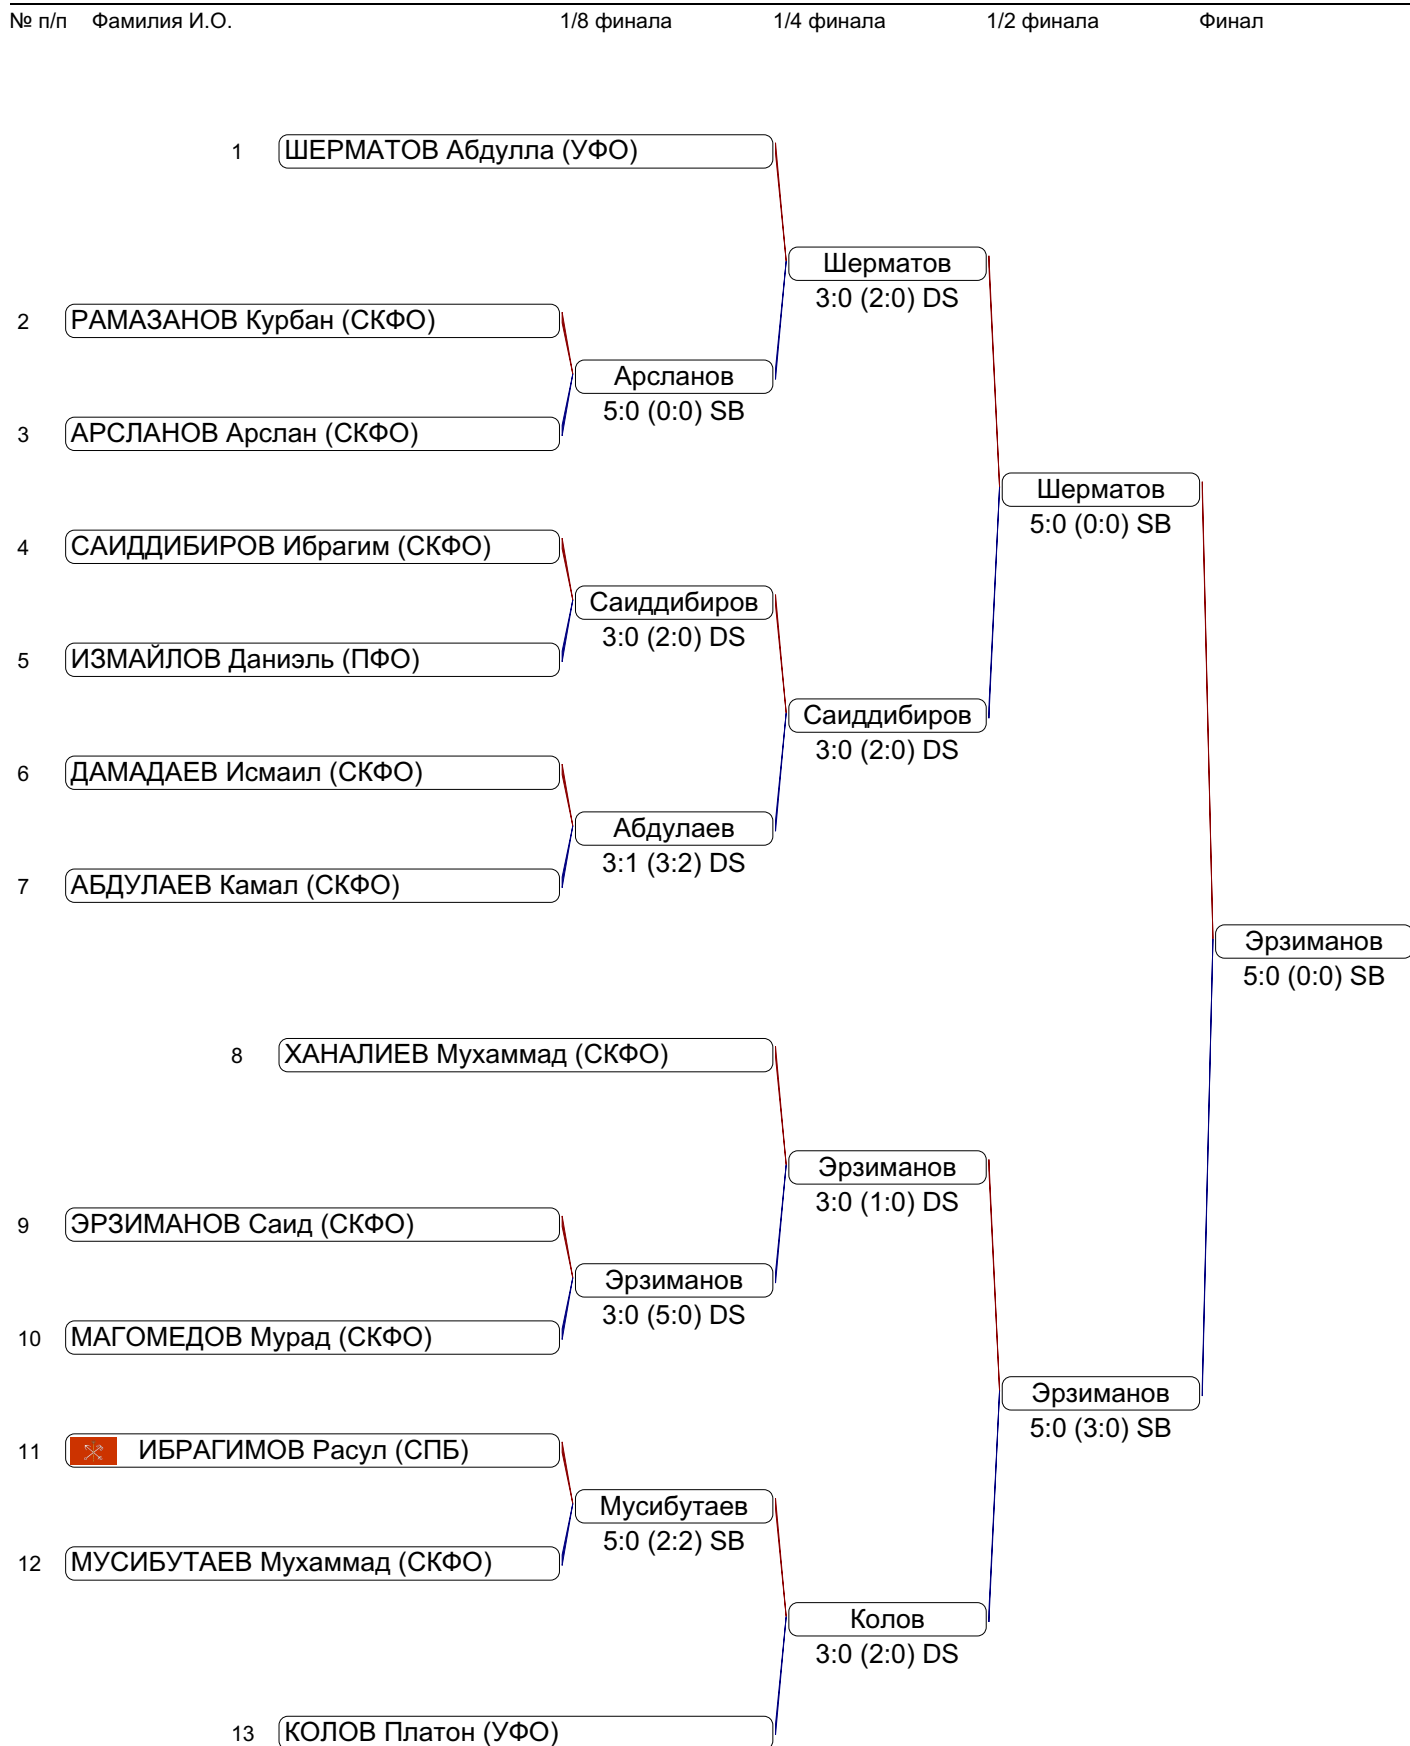 № п/п Фамилия И.О. 1/8 финала 1/4 финала 1/2 финала Финал
1 ШЕРМАТОВ Абдулла (УФО)
Шерматов
3:0 (2:0) DS
2 РАМАЗАНОВ Курбан (СКФО)
Арсланов
5:0 (0:0) SB
3 АРСЛАНОВ Арслан (СКФО)
Шерматов
5:0 (0:0) SB
4 САИДДИБИРОВ Ибрагим (СКФО)
Саиддибиров
3:0 (2:0) DS
5 ИЗМАЙЛОВ Даниэль (ПФО)
Саиддибиров
3:0 (2:0) DS
6 ДАМАДАЕВ Исмаил (СКФО)
Абдулаев
3:1 (3:2) DS
7 АБДУЛАЕВ Камал (СКФО)
Эрзиманов
5:0 (0:0) SB
8 ХАНАЛИЕВ Мухаммад (СКФО)
Эрзиманов
3:0 (1:0) DS
9 ЭРЗИМАНОВ Саид (СКФО)
Эрзиманов
3:0 (5:0) DS
10 МАГОМЕДОВ Мурад (СКФО)
Эрзиманов
5:0 (3:0) SB
11 ИБРАГИМОВ Расул (СПБ)
Мусибутаев
5:0 (2:2) SB
12 МУСИБУТАЕВ Мухаммад (СКФО)
Колов
3:0 (2:0) DS
13 КОЛОВ Платон (УФО)